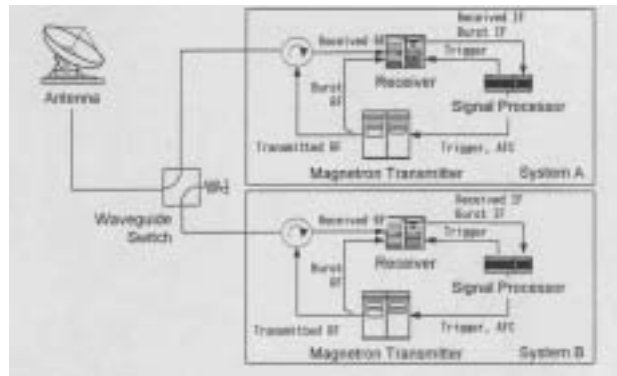 Antenna
Waveguide
Switch
Received RF
Received IF
Burst IF
Trigger
Receiver
Burst
RF
Signal Processor
Transmitted RF
Trigger, AFC
Magnetron Transmitter
System A
Received RF
Received IF
Burst IF
Trigger
Receiver
Burst
RF
Signal Processor
Transmitted RF
Trigger, AFC
Magnetron Transmitter
System B